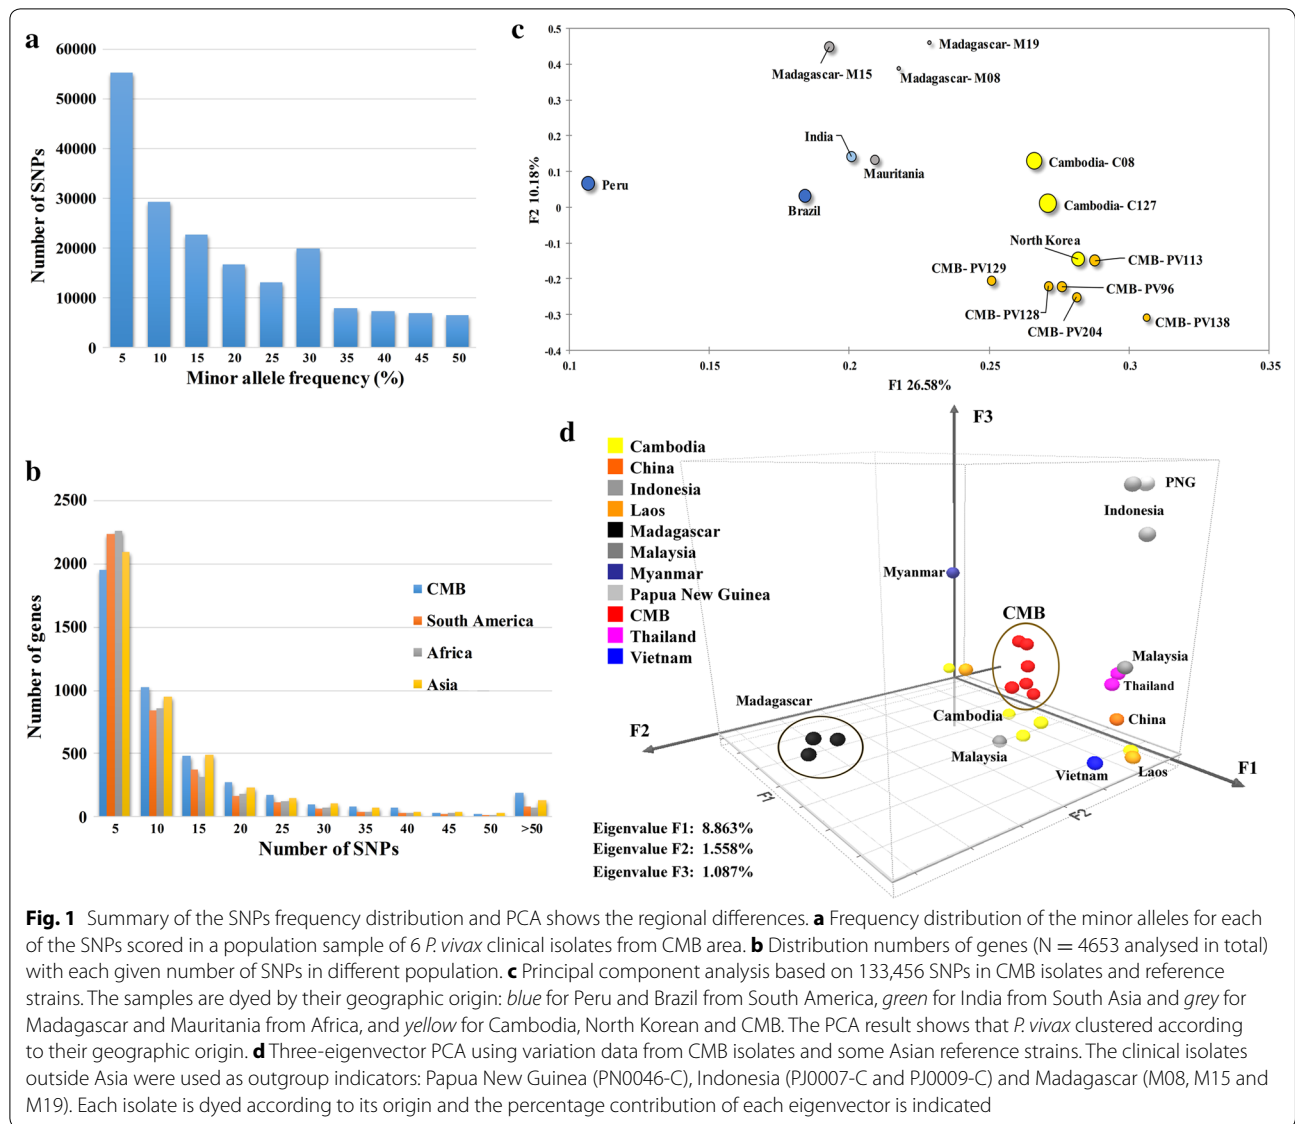 a
60000
50000
40000
30000
20000
10000
0
Number of SNPs
5 10 15 20 25 30 35 40 45 50
Minor allele frequency (%)
b
2500
2000
1500
1000
500
0
Number of genes
CMB
South America
Africa
Asia
5 10 15 20 25 30 35 40 45 50 >50
Number of SNPs
c
0.5
0.4
0.3
0.2
0.1
0
-0.1
-0.2
-0.3
-0.4
F2 10.18%
Madagascar- M19
Madagascar- M15
Madagascar- M08
India
Mauritania
Cambodia- C08
Peru
Brazil
Cambodia- C127
North Korea
CMB- PV113
CMB- PV129
CMB- PV96
CMB- PV128
CMB- PV204
CMB- PV138
0.1 0.15 0.2 0.25 0.3 0.35
F1 26.58%
d
Cambodia
China
Indonesia
Laos
Madagascar
Malaysia
Myanmar
Papua New Guinea
CMB
Thailand
Vietnam
F3
PNG
Indonesia
Myanmar
CMB
Malaysia
Thailand
Madagascar
Cambodia
China
F2
Malaysia
Vietnam
Laos
F1
F1
F2
Eigenvalue F1: 8.863%
Eigenvalue F2: 1.558%
Eigenvalue F3: 1.087%
Fig. 1 Summary of the SNPs frequency distribution and PCA shows the regional differences. a Frequency distribution of the minor alleles for each
of the SNPs scored in a population sample of 6 P. vivax clinical isolates from CMB area. b Distribution numbers of genes (N = 4653 analysed in total)
with each given number of SNPs in different population. c Principal component analysis based on 133,456 SNPs in CMB isolates and reference
strains. The samples are dyed by their geographic origin: blue for Peru and Brazil from South America, green for India from South Asia and grey for
Madagascar and Mauritania from Africa, and yellow for Cambodia, North Korean and CMB. The PCA result shows that P. vivax clustered according
to their geographic origin. d Three-eigenvector PCA using variation data from CMB isolates and some Asian reference strains. The clinical isolates
outside Asia were used as outgroup indicators: Papua New Guinea (PN0046-C), Indonesia (PJ0007-C and PJ0009-C) and Madagascar (M08, M15 and
M19). Each isolate is dyed according to its origin and the percentage contribution of each eigenvector is indicated